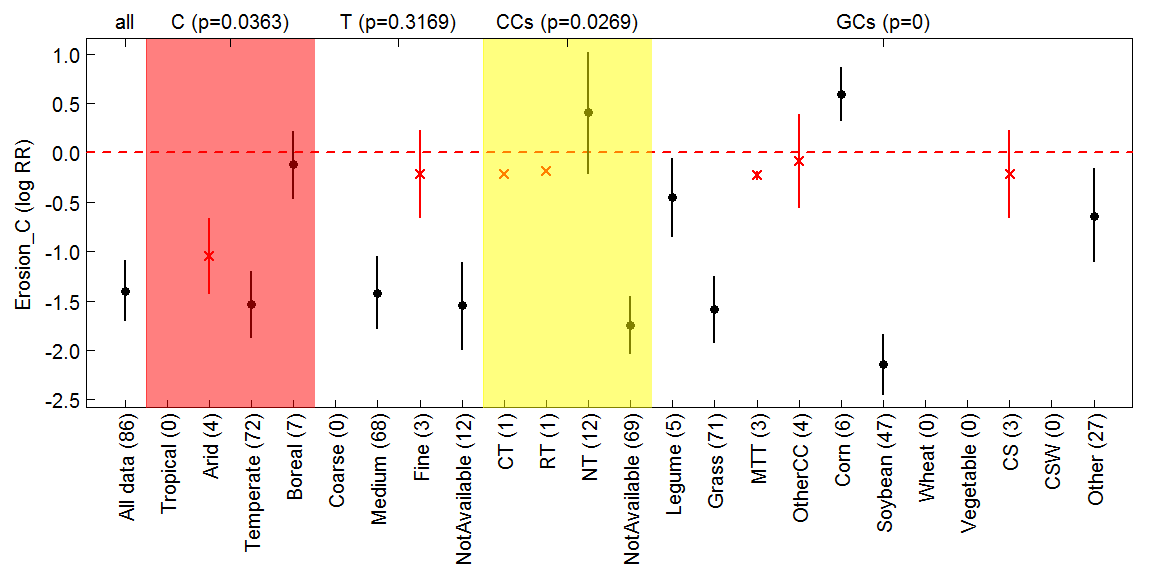 all
C (p=0.0363)
T (p=0.3169)
CCs (p=0.0269)
GCs (p=0)
Erosion_C (log RR)
1.0
0.5
0.0
-0.5
-1.0
-1.5
-2.0
-2.5
All data (86)
Tropical (0)
Arid (4)
Temperate (72)
Boreal (7)
Coarse (0)
Medium (68)
Fine (3)
NotAvailable (12)
CT (1)
RT (1)
NT (12)
NotAvailable (69)
Legume (5)
Grass (71)
MTT (3)
OtherCC (4)
Corn (6)
Soybean (47)
Wheat (0)
Vegetable (0)
CS (3)
CSW (0)
Other (27)